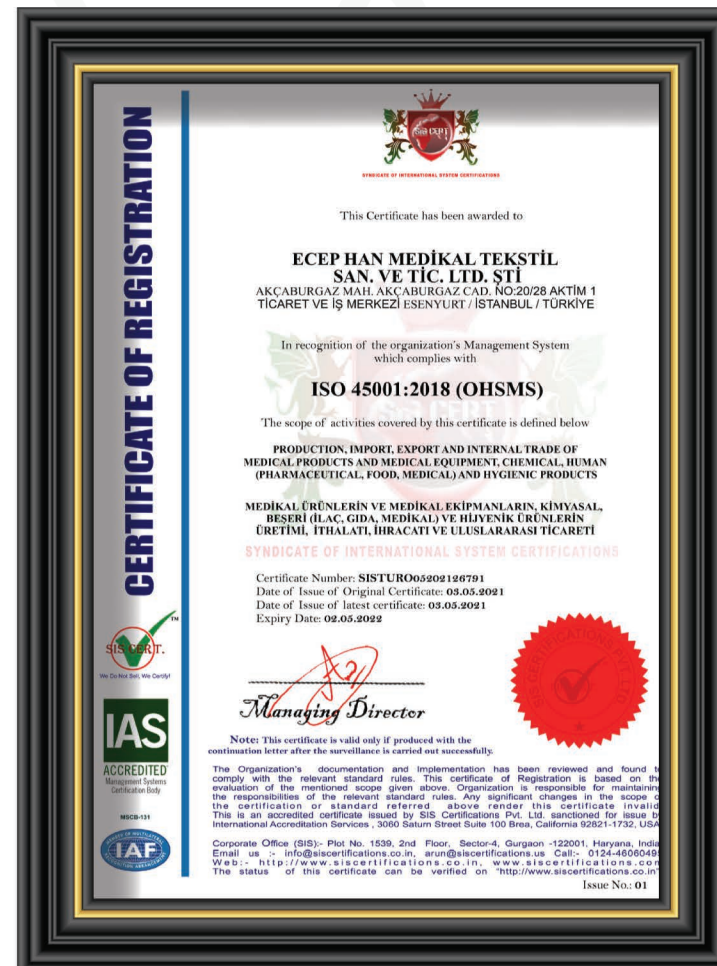 CERTIFICATE OF REGISTRATION
SIS CERT
SYNDICATE OF INTERNATIONAL SYSTEM CERTIFICATIONS
This Certificate has been awarded to
ECEP HAN MEDİKAL TEKSTİL
SAN. VE TİC. LTD. ŞTİ
AKÇABURGAZ MAH. AKÇABURGAZ CAD. NO:20/28 AKTİM 1
TİCARET VE İŞ MERKEZİ ESENYURT / İSTANBUL / TÜRKİYE
In recognition of the organization's Management System
which complies with
ISO 45001:2018 (OHSMS)
The scope of activities covered by this certificate is defined below
PRODUCTION, IMPORT, EXPORT AND INTERNAL TRADE OF
MEDICAL PRODUCTS AND MEDICAL EQUIPMENT, CHEMICAL, HUMAN
(PHARMACEUTICAL, FOOD, MEDICAL) AND HYGIENIC PRODUCTS
MEDİKAL ÜRÜNLERİN VE MEDİKAL EKİPMANLARIN, KİMYASAL,
BEŞERİ (İLAÇ, GIDA, MEDİKAL) VE HİJYENİK ÜRÜNLERİN
ÜRETİMİ, İTHALATI, İHRACATI VE ULUSLARARASI TİCARETİ
SYNDICATE OF INTERNATIONAL SYSTEM CERTIFICATIONS
Certificate Number: SISTURO05202126791
Date of Issue of Original Certificate: 03.05.2021
Date of Issue of latest certificate: 03.05.2021
Expiry Date: 02.05.2022
Managing Director
Note: This certificate is valid only if produced with the
continuation letter after the surveillance is carried out successfully.
SIS CERT.
TM
We Do Not Sell, We Certify!
IAS
ACCREDITED
Management Systems
Certification Body
MSCB-131
IAF
SIS CERTIFICATIONS PVT. LTD
The Organization's documentation and Implementation has been reviewed and found t
comply with the relevant standard rules. This certificate of Registration is based on the
evaluation of the mentioned scope given above. Organization is responsible for maintainin
the responsibilities of the relevant standard rules. Any significant changes in the scope o
the certification or standard referred above render this certificate invalid
This is an accredited certificate issued by SIS Certifications Pvt. Ltd. sanctioned for issue b
International Accreditation Services , 3060 Saturn Street Suite 100 Brea, California 92821-1732, USA
Corporate Office (SIS):- Plot No. 1539, 2nd Floor, Sector-4, Gurgaon -122001, Haryana, India
Email us :- info@siscertifications.co.in, arun@siscertifications.us Call:- 0124-4606049
Web:- http://www.siscertifications.co.in, www.siscertifications.com
The status of this certificate can be verified on "http://www.siscertifications.co.in"
Issue No.: 01